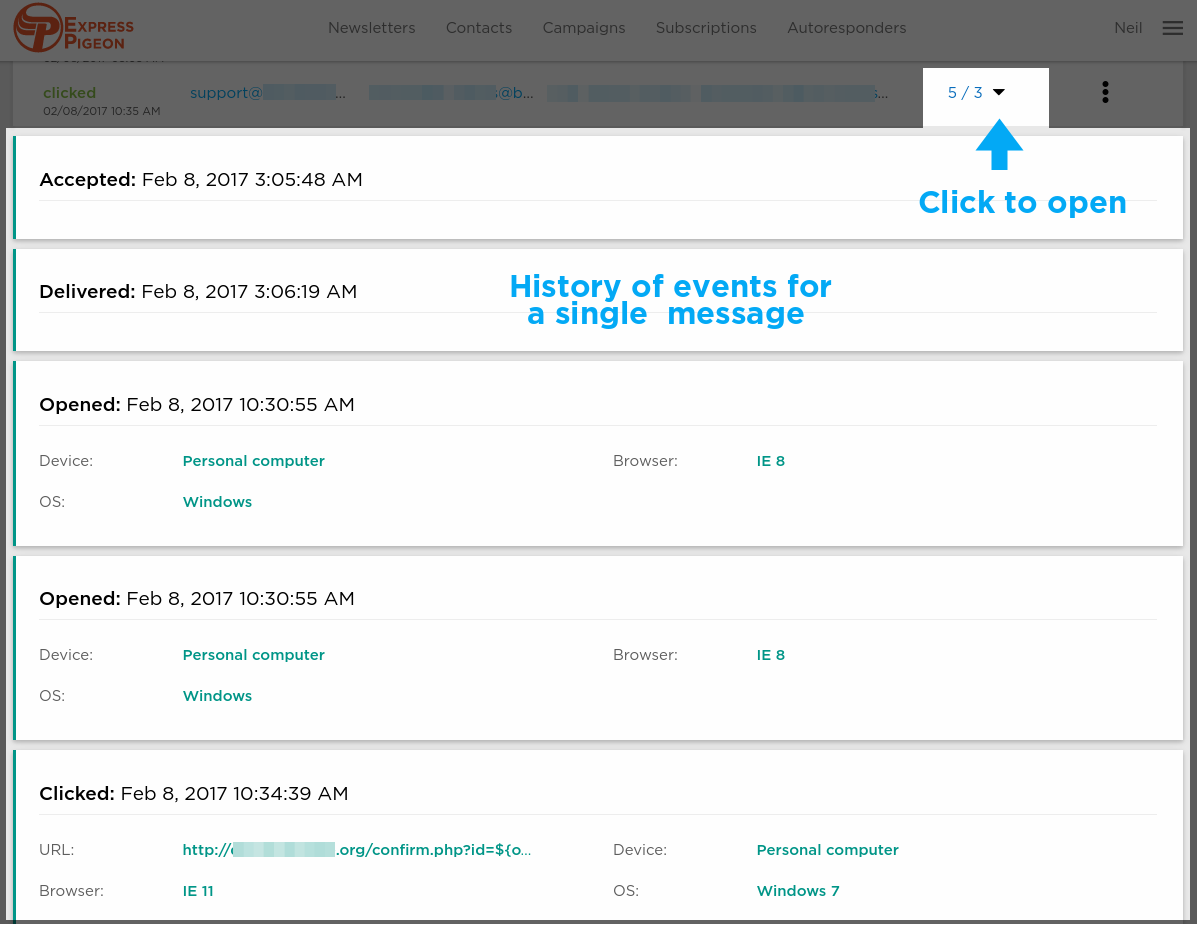 EXPRESS
PIGEON
Newsletters Contacts Campaigns Subscriptions Autoresponders Neil
clicked support@ ... s@b... s... 5 / 3
02/08/2017 10:35 AM
Accepted: Feb 8, 2017 3:05:48 AM
Click to open
Delivered: Feb 8, 2017 3:06:19 AM
History of events for
a single message
Opened: Feb 8, 2017 10:30:55 AM
Device: Personal computer Browser: IE 8
OS: Windows
Opened: Feb 8, 2017 10:30:55 AM
Device: Personal computer Browser: IE 8
OS: Windows
Clicked: Feb 8, 2017 10:34:39 AM
URL: http:// .org/confirm.php?id=${o... Device: Personal computer
Browser: IE 11 OS: Windows 7